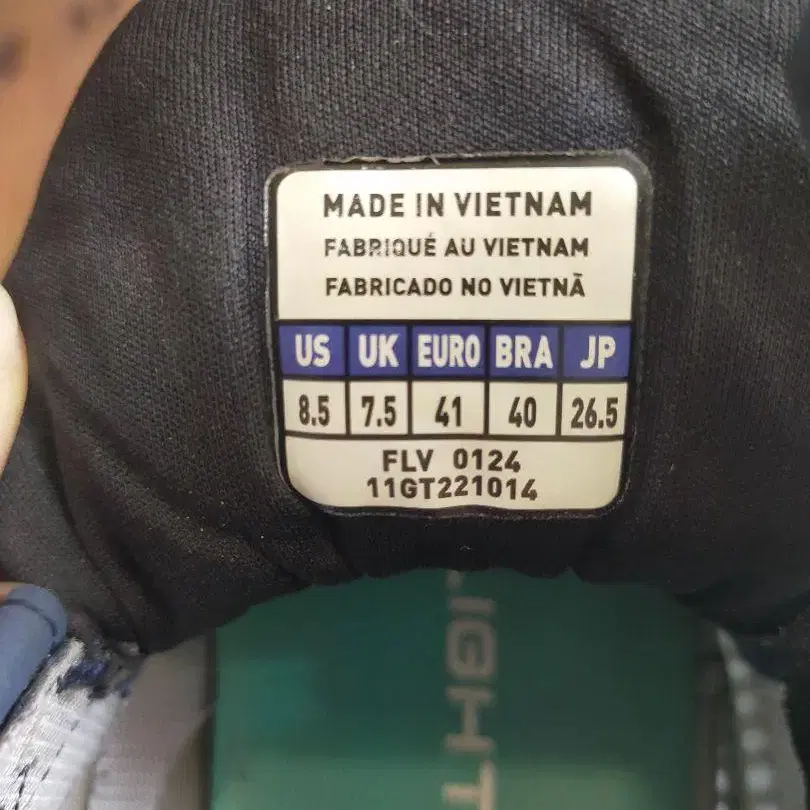 MADE IN VIETNAM
FABRIQUÉ AU VIETNAM
FABRICADO NO VIETNÃ
US UK EURO BRA JP
8.5 7.5 41 40 26.5
FLV 0124
11GT221014
LIGHT